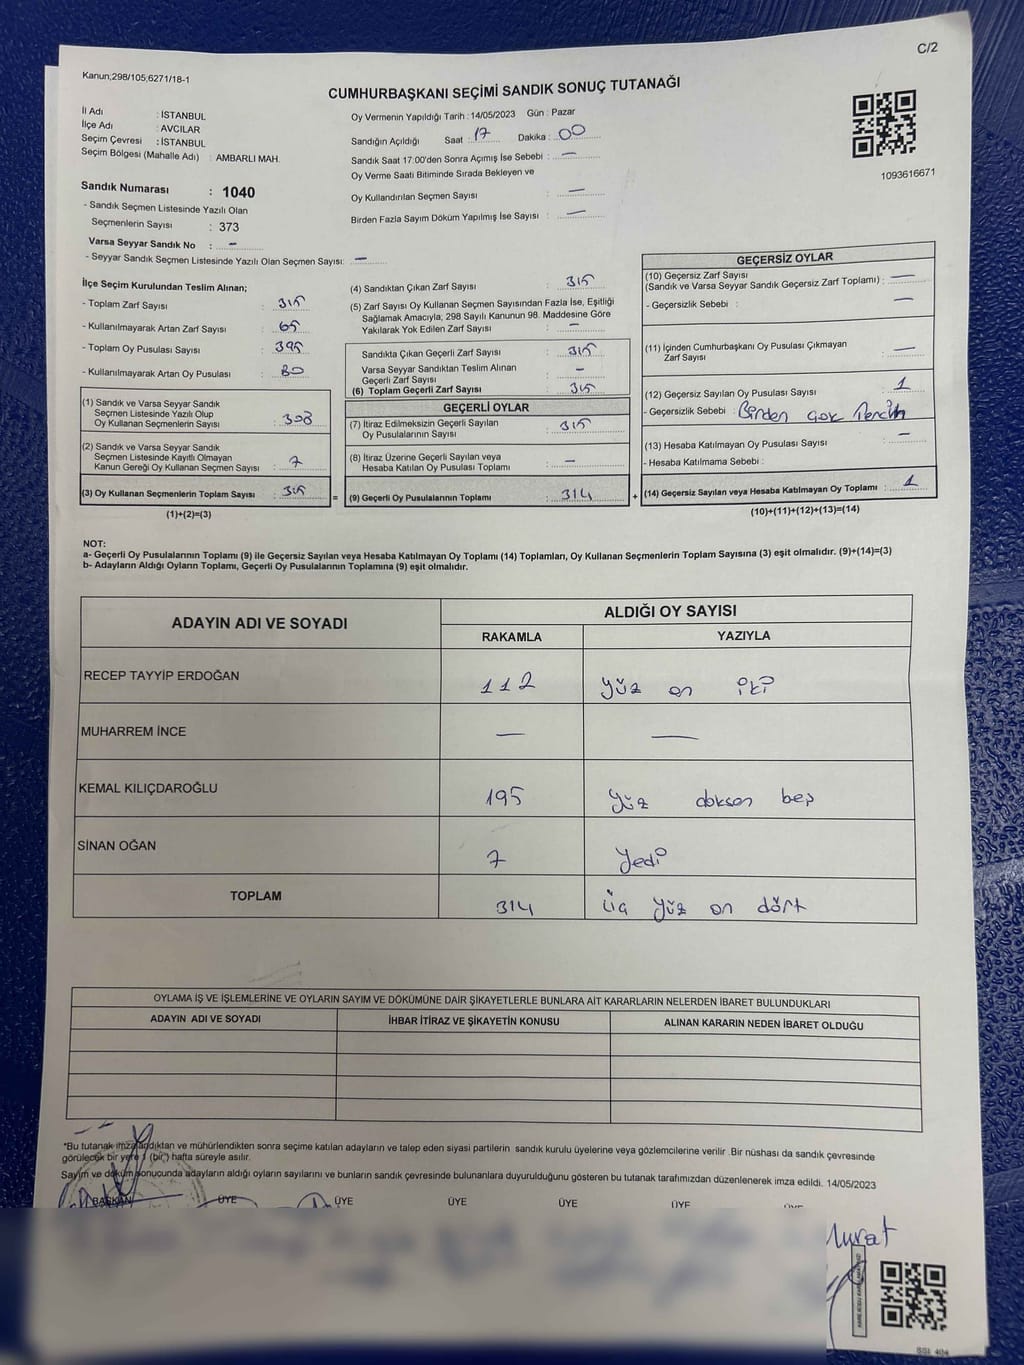 C/2
Kanun;298/105;6271/18-1
CUMHURBAŞKANI SEÇİMİ SANDIK SONUÇ TUTANAĞI
İl Adı : İSTANBUL
İlçe Adı : AVCILAR
Seçim Çevresi : İSTANBUL
Seçim Bölgesi (Mahalle Adı) : AMBARLI MAH.
Sandık Numarası : 1040
- Sandık Seçmen Listesinde Yazılı Olan
Seçmenlerin Sayısı : 373
Varsa Seyyar Sandık No : -
- Seyyar Sandık Seçmen Listesinde Yazılı Olan Seçmen Sayısı: -
Oy Vermenin Yapıldığı Tarih : 14/05/2023 Gün : Pazar
Sandığın Açıldığı Saat : 17 Dakika : 00
Sandık Saat 17:00'den Sonra Açımış İse Sebebi : -
Oy Verme Saati Bitiminde Sırada Bekleyen ve
Oy Kullandırılan Seçmen Sayısı : -
Birden Fazla Sayım Döküm Yapılmış İse Sayısı : -
1093616671
İlçe Seçim Kurulundan Teslim Alınan;
- Toplam Zarf Sayısı :
- Kullanılmayarak Artan Zarf Sayısı : 65
- Toplam Oy Pusulası Sayısı : 395
- Kullanılmayarak Artan Oy Pusulası : 80
(1) Sandık ve Varsa Seyyar Sandık
Seçmen Listesinde Yazılı Olup
Oy Kullanan Seçmenlerin Sayısı : 308
(2) Sandık ve Varsa Seyyar Sandık
Seçmen Listesinde Kayıtlı Olmayan
Kanun Gereği Oy Kullanan Seçmen Sayısı : 7
(3) Oy Kullanan Seçmenlerin Toplam Sayısı : 315
(1)+(2)=(3)
(4) Sandıktan Çıkan Zarf Sayısı : 315
(5) Zarf Sayısı Oy Kullanan Seçmen Sayısından Fazla İse, Eşitliği
Sağlamak Amacıyla, 298 Sayılı Kanunun 98. Maddesine Göre
Yakılarak Yok Edilen Zarf Sayısı : -
Sandıkta Çıkan Geçerli Zarf Sayısı : 315
Varsa Seyyar Sandıktan Teslim Alınan
Geçerli Zarf Sayısı : -
(6) Toplam Geçerli Zarf Sayısı : 315
GEÇERLİ OYLAR
(7) İtiraz Edilmeksizin Geçerli Sayılan
Oy Pusulalarının Sayısı : 315
(8) İtiraz Üzerine Geçerli Sayılan veya
Hesaba Katılan Oy Pusulası Toplamı : -
= (9) Geçerli Oy Pusulalarının Toplamı : 314
GEÇERSİZ OYLAR
(10) Geçersiz Zarf Sayısı
(Sandık ve Varsa Seyyar Sandık Geçersiz Zarf Toplamı) : -
- Geçersizlik Sebebi : -
(11) İçinden Cumhurbaşkanı Oy Pusulası Çıkmayan
Zarf Sayısı : -
(12) Geçersiz Sayılan Oy Pusulası Sayısı : 1
- Geçersizlik Sebebi : Birden Çok Tercih
(13) Hesaba Katılmayan Oy Pusulası Sayısı : -
- Hesaba Katılmama Sebebi :
+ (14) Geçersiz Sayılan veya Hesaba Katılmayan Oy Toplamı : 1
(10)+(11)+(12)+(13)=(14)
NOT:
a- Geçerli Oy Pusulalarının Toplamı (9) ile Geçersiz Sayılan veya Hesaba Katılmayan Oy Toplamı (14) Toplamları, Oy Kullanan Seçmenlerin Toplam Sayısına (3) eşit olmalıdır. (9)+(14)=(3)
b- Adayların Aldığı Oyların Toplamı, Geçerli Oy Pusulalarının Toplamına (9) eşit olmalıdır.
ADAYIN ADI VE SOYADI ALDIĞI OY SAYISI
RAKAMLA YAZIYLA
RECEP TAYYİP ERDOĞAN 112 Yüz on iki
MUHARREM İNCE - -
KEMAL KILIÇDAROĞLU 195 Yüz doksan beş
SİNAN OĞAN 7 Yedi
TOPLAM 314 Üç Yüz on dört
OYLAMA İŞ VE İŞLEMLERİNE VE OYLARIN SAYIM VE DÖKÜMÜNE DAİR ŞİKAYETLERLE BUNLARA AİT KARARLARIN NELERDEN İBARET BULUNDUKLARI
ADAYIN ADI VE SOYADI İHBAR İTİRAZ VE ŞİKAYETİN KONUSU ALINAN KARARIN NEDEN İBARET OLDUĞU
*Bu tutanak imzalandıktan ve mühürlendikten sonra seçime katılan adayların ve talep eden siyasi partilerin sandık kurulu üyelerine veya gözlemcilerine verilir .Bir nüshası da sandık çevresinde
görülecek bir yere 1 (bir,) hafta süreyle asılır.
Sayım ve döküm sonucunda adayların aldığı oyların sayılarını ve bunların sandık çevresinde bulunanlara duyurulduğunu gösteren bu tutanak tarafımızdan düzenlenerek imza edildi. 14/05/2023
BAŞKAN ÜYE ÜYE ÜYE ÜYE ÜYE ÜYE
Murat